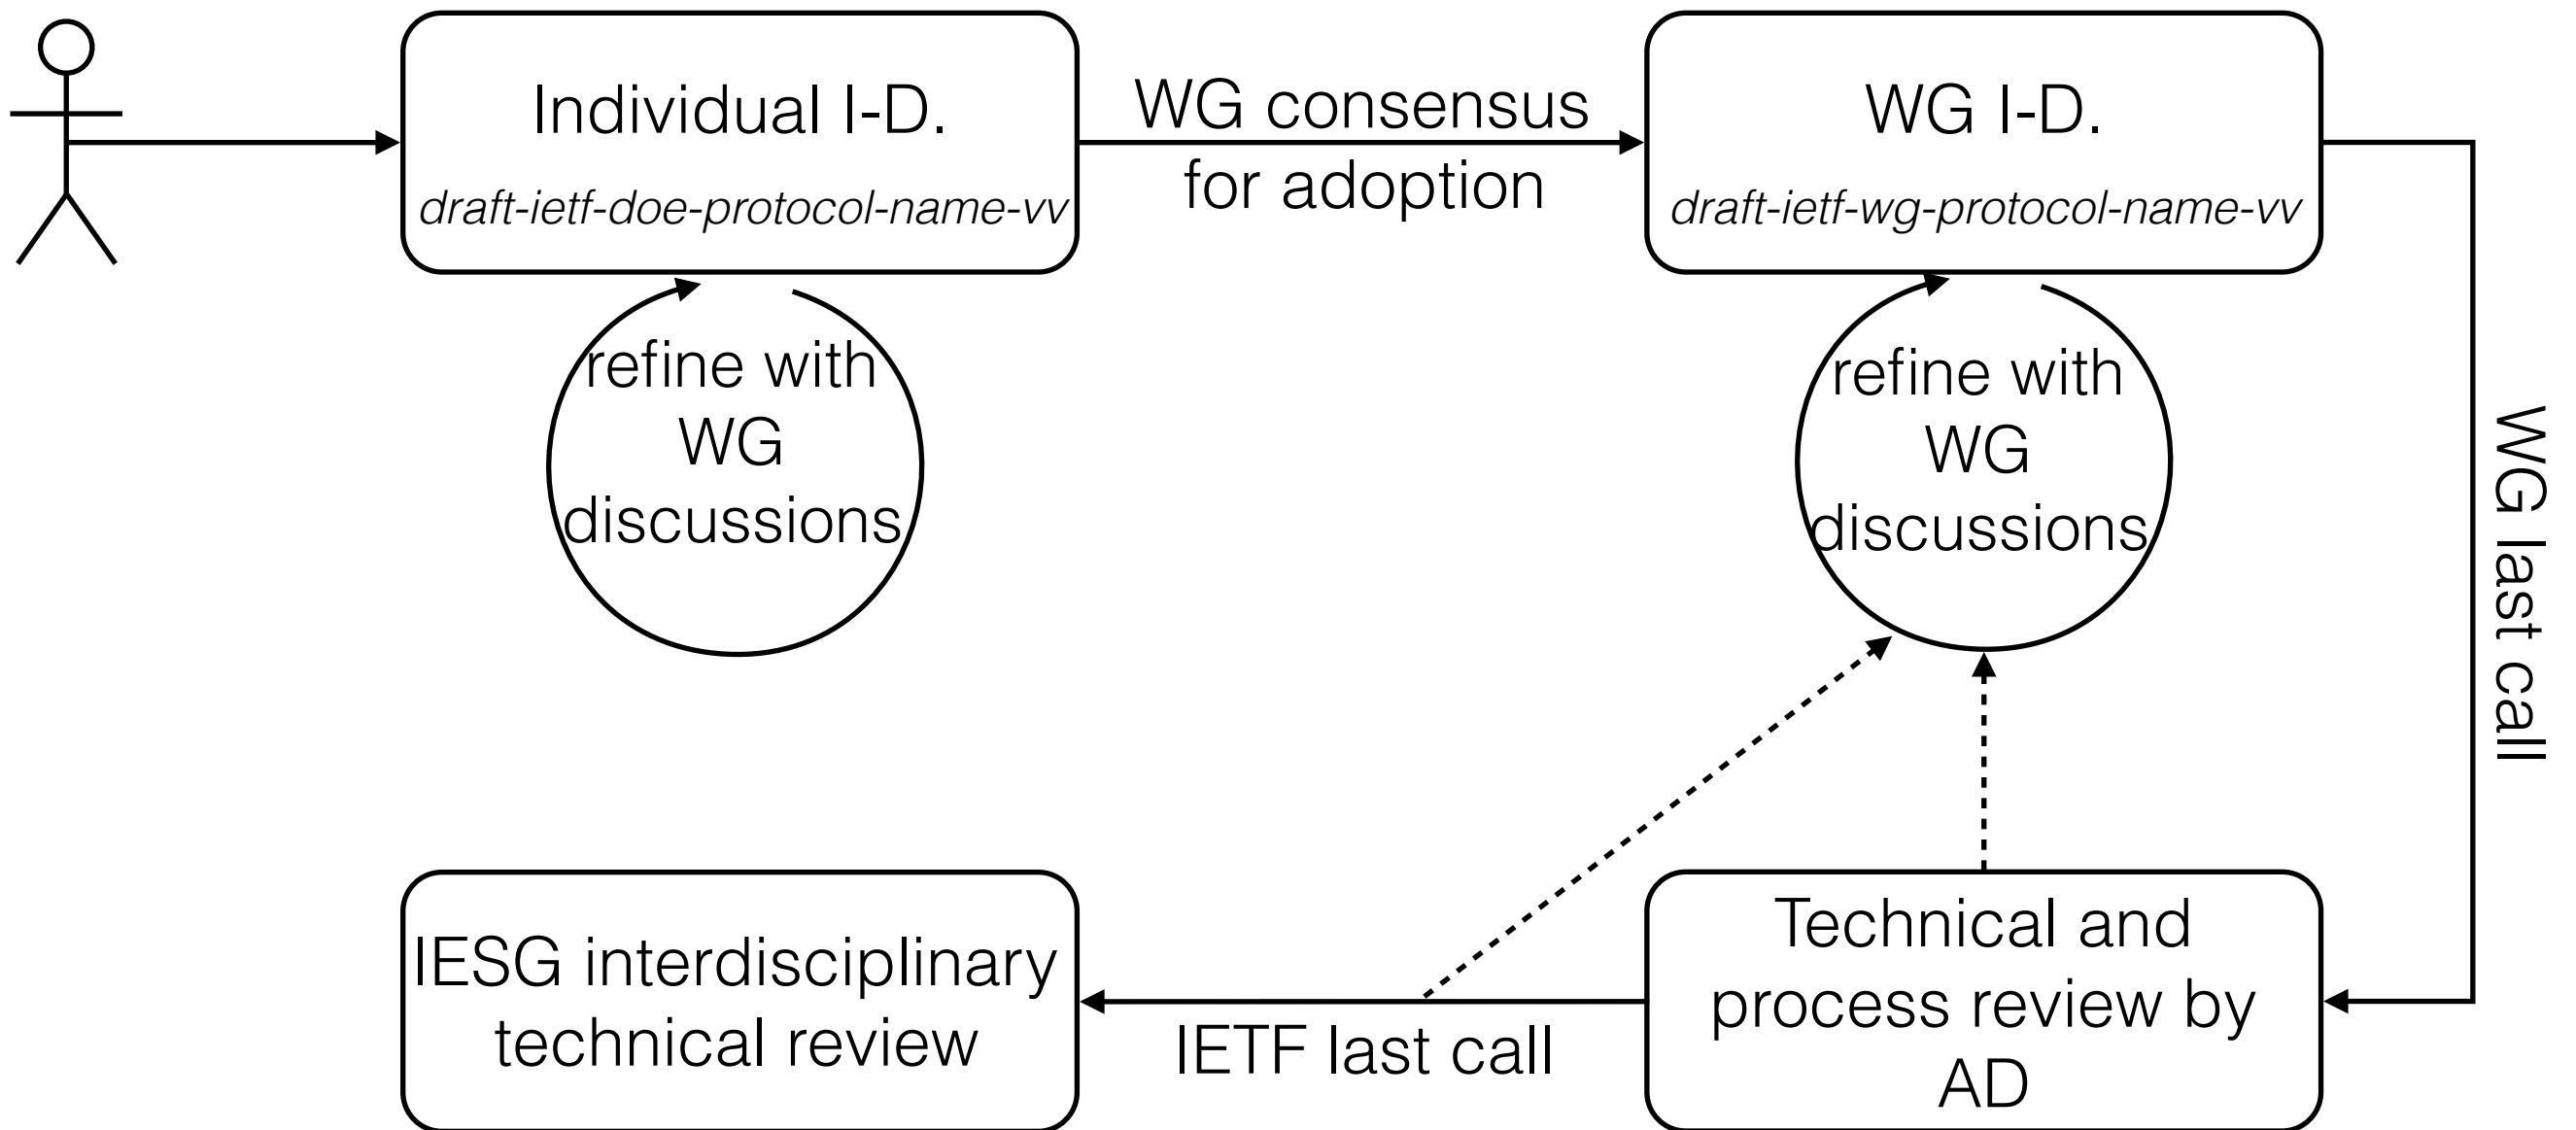 Individual I-D.
draft-ietf-doe-protocol-name-vv
WG consensus
for adoption
WG I-D.
draft-ietf-wg-protocol-name-vv
refine with
WG
discussions
refine with
WG
discussions
WG last call
Technical and
process review by
AD
IETF last call
IESG interdisciplinary
technical review